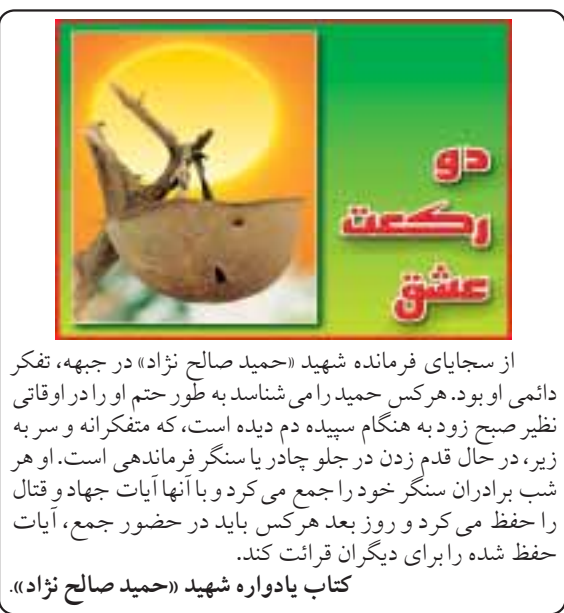 دو
رکعت
عشق
از سجایای فرمانده شهید «حمید صالح نژاد» در جبهه، تفکر
دائمی او بود. هرکس حمید را می شناسد به طور حتم او را در اوقاتی
نظیر صبح زود به هنگام سپیده دم دیده است، که متفکرانه و سر به
زیر، در حال قدم زدن در جلو چادر یا سنگر فرماندهی است. او هر
شب برادران سنگر خود را جمع می کرد و با آنها آیات جهاد و قتال
را حفظ می کرد و روز بعد هرکس باید در حضور جمع، آیات
حفظ شده را برای دیگران قرائت کند.
کتاب یادواره شهید «حمید صالح نژاد».